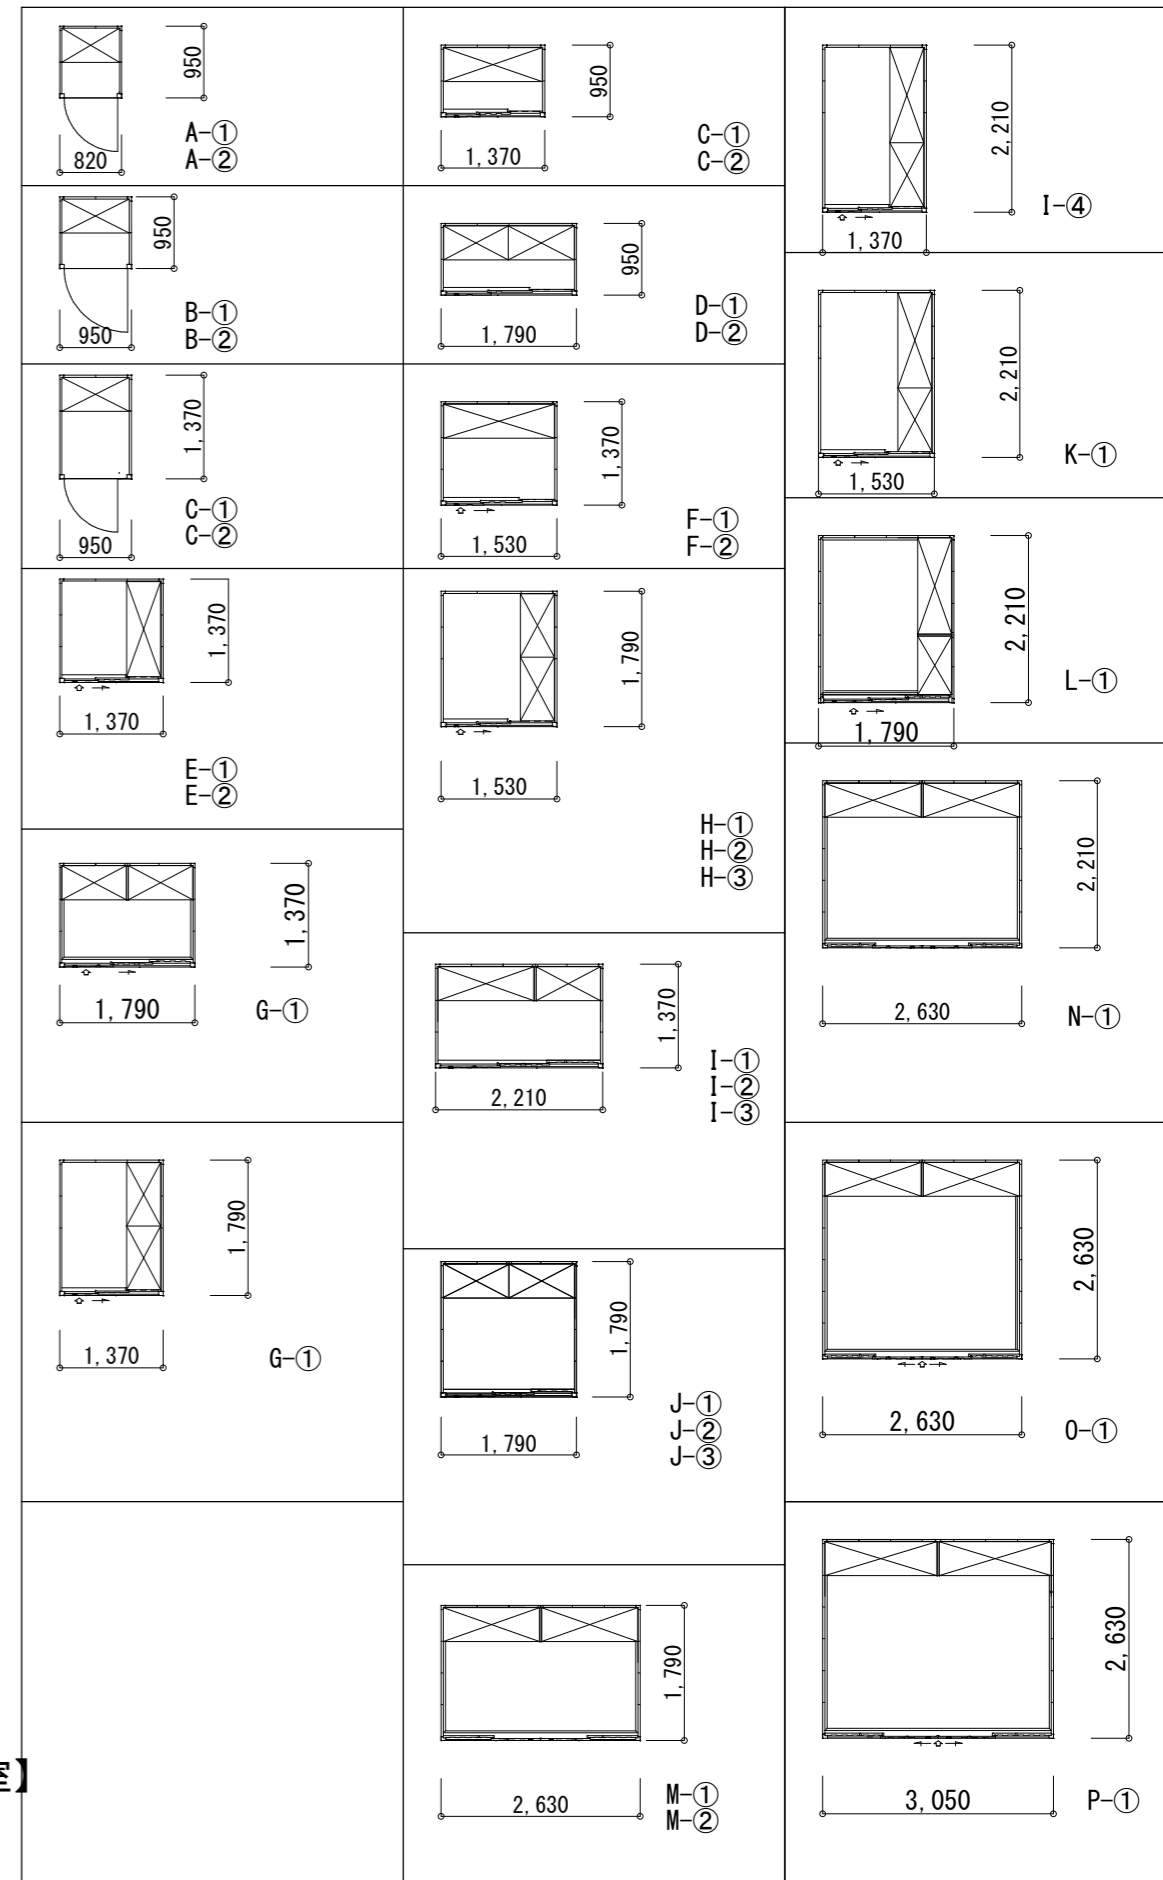 950
820
A-①
A-②
950
950
B-①
B-②
1,370
950
C-①
C-②
1,370
1,370
E-①
E-②
1,370
1,790
G-①
1,790
1,370
G-①
950
1,370
C-①
C-②
950
1,790
D-①
D-②
1,370
1,530
F-①
F-②
1,790
1,530
H-①
H-②
H-③
1,370
2,210
I-①
I-②
I-③
1,790
1,790
J-①
J-②
J-③
1,790
2,630
M-①
M-②
2,210
1,370
I-④
2,210
1,530
K-①
2,210
1,790
L-①
2,210
2,630
N-①
2,630
2,630
O-①
2,630
3,050
P-①
】